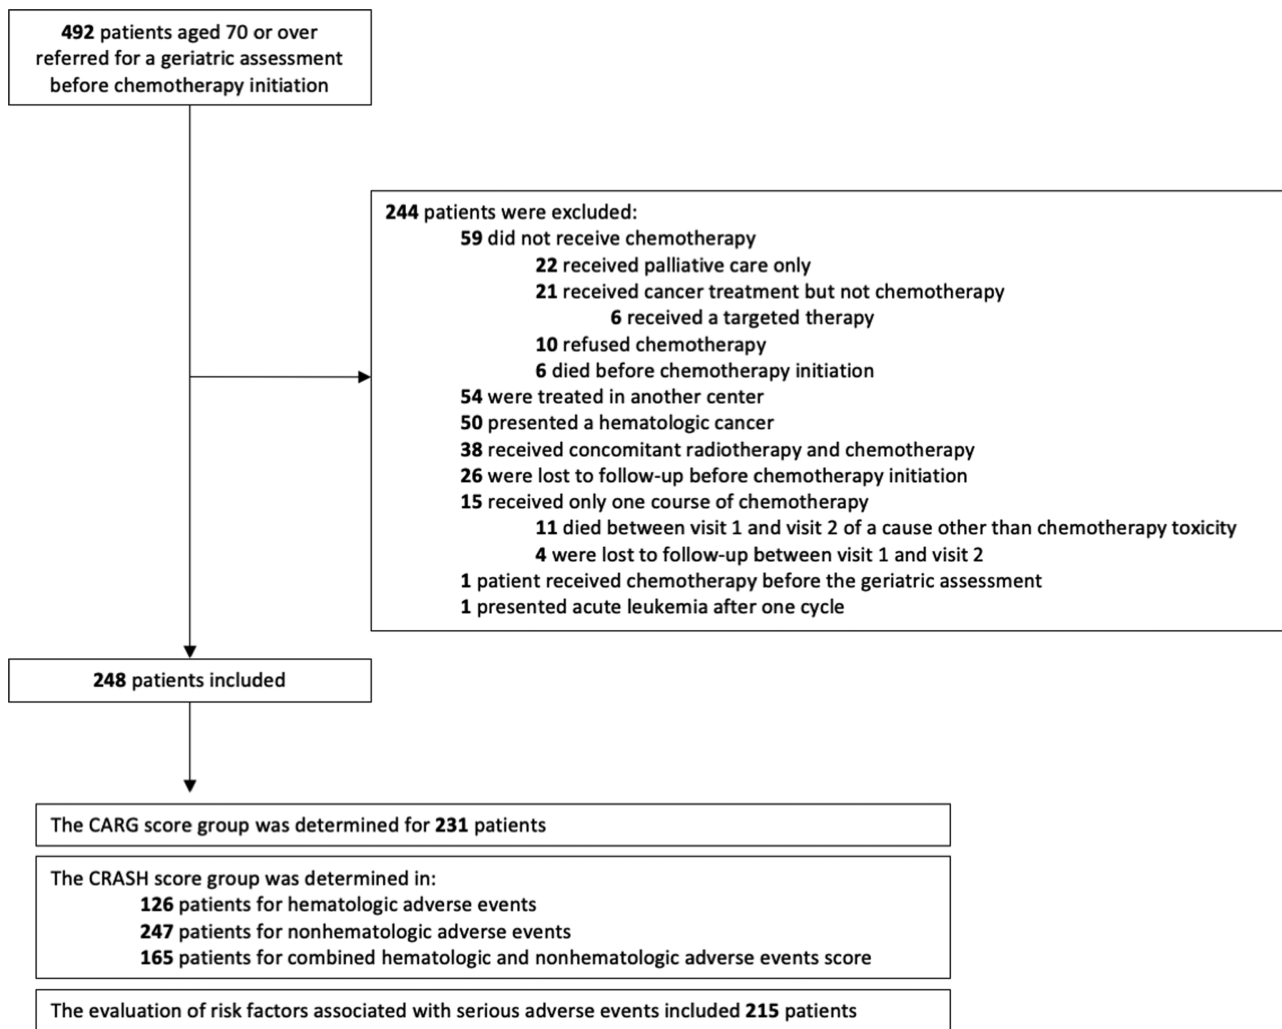 492 patients aged 70 or over
referred for a geriatric assessment
before chemotherapy initiation
244 patients were excluded:
59 did not receive chemotherapy
22 received palliative care only
21 received cancer treatment but not chemotherapy
6 received a targeted therapy
10 refused chemotherapy
6 died before chemotherapy initiation
54 were treated in another center
50 presented a hematologic cancer
38 received concomitant radiotherapy and chemotherapy
26 were lost to follow-up before chemotherapy initiation
15 received only one course of chemotherapy
11 died between visit 1 and visit 2 of a cause other than chemotherapy toxicity
4 were lost to follow-up between visit 1 and visit 2
1 patient received chemotherapy before the geriatric assessment
1 presented acute leukemia after one cycle
248 patients included
The CARG score group was determined for 231 patients
The CRASH score group was determined in:
126 patients for hematologic adverse events
247 patients for nonhematologic adverse events
165 patients for combined hematologic and nonhematologic adverse events score
The evaluation of risk factors associated with serious adverse events included 215 patients